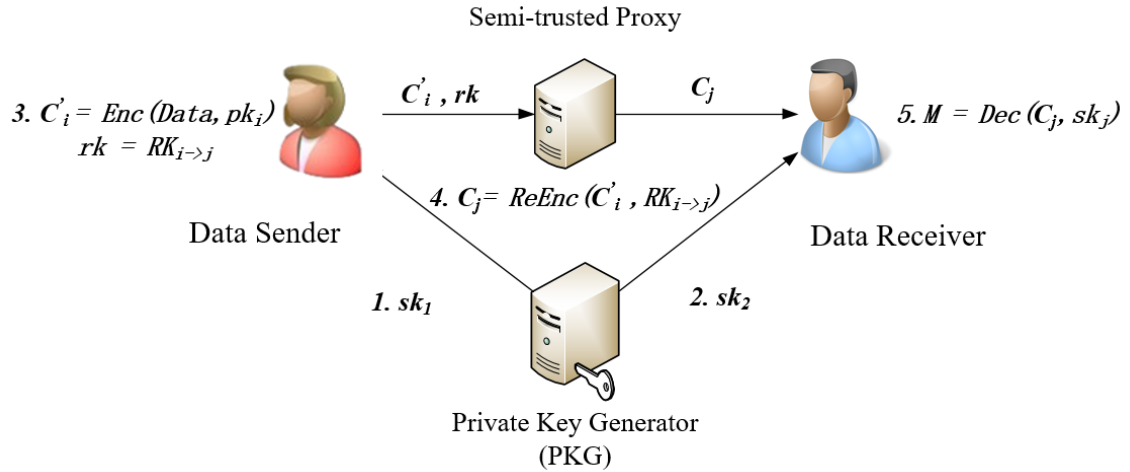 Semi-trusted Proxy
C'i , rk
Cj
3. C'i = Enc(Data, pki)
rk = RKi->j
5. M = Dec(Cj, skj)
4. Cj= ReEnc(C'i , RKi->j)
Data Sender
Data Receiver
1. sk1
2. sk2
Private Key Generator
(PKG)